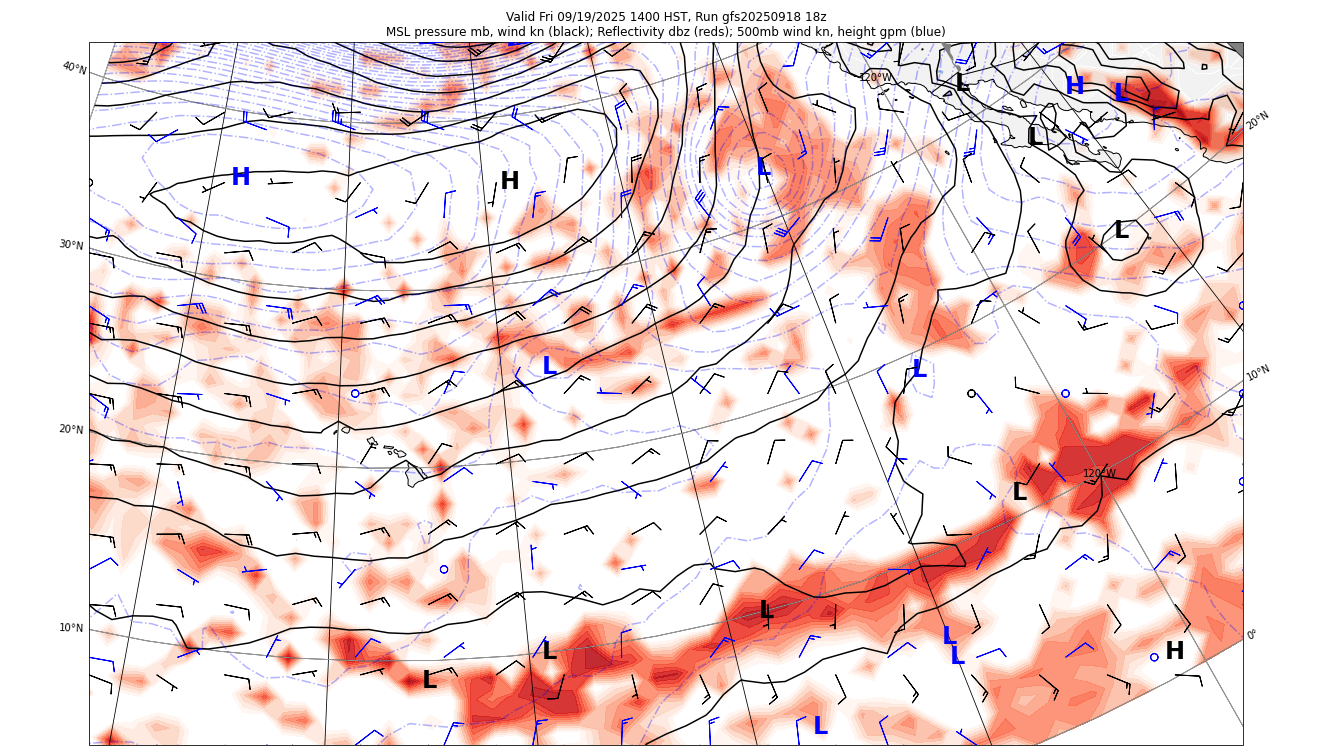 Valid Fri 09/19/2025 1400 HST, Run gfs20250918 18z
MSL pressure mb, wind kn (black); Reflectivity dbz (reds); 500mb wind kn, height gpm (blue)
40°N
120°W
L
H
L
20°N
L
L
H
H
L
30°N
L
L
L
10°N
20°N
120°W
L
L
10°N
L
0°
L
H
L
L
L